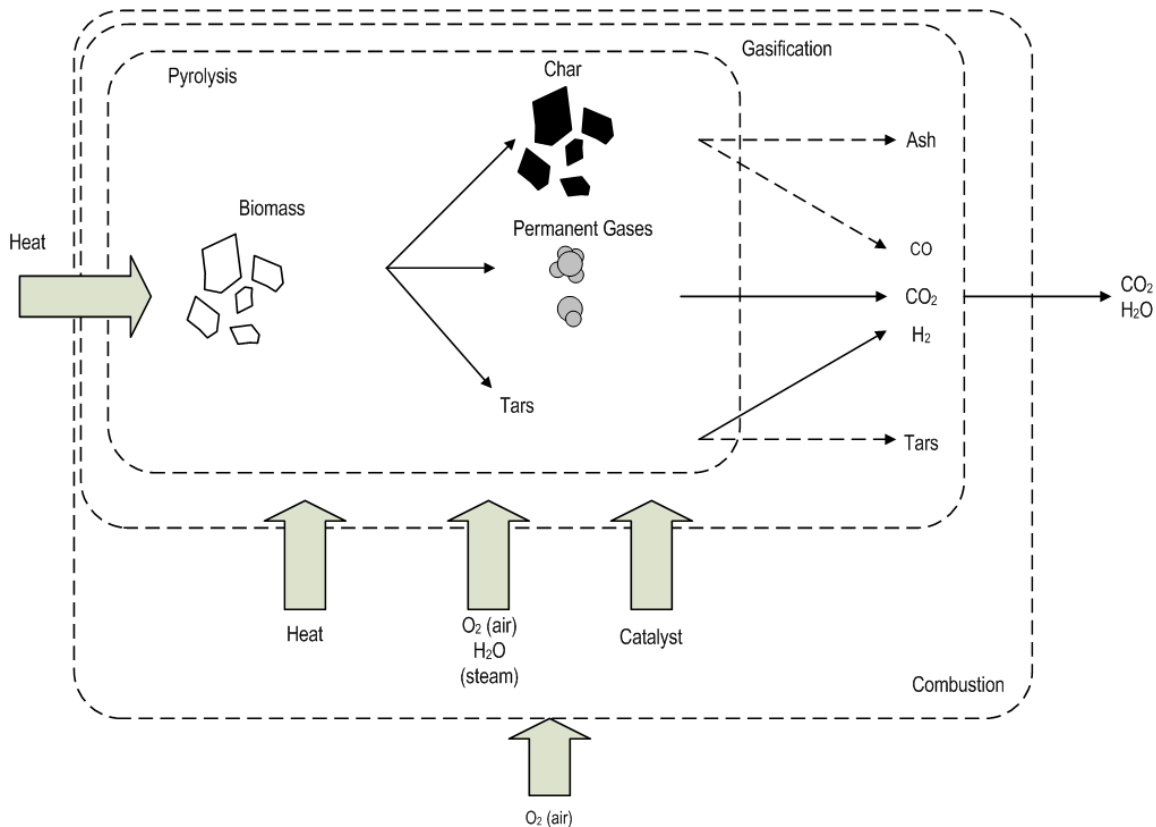 Gasification
Pyrolysis
Char
Ash
Biomass
Permanent Gases
Heat
CO
CO₂
H₂
CO₂
H₂O
Tars
Tars
Heat
O₂ (air)
H₂O
(steam)
Catalyst
Combustion
O₂ (air)